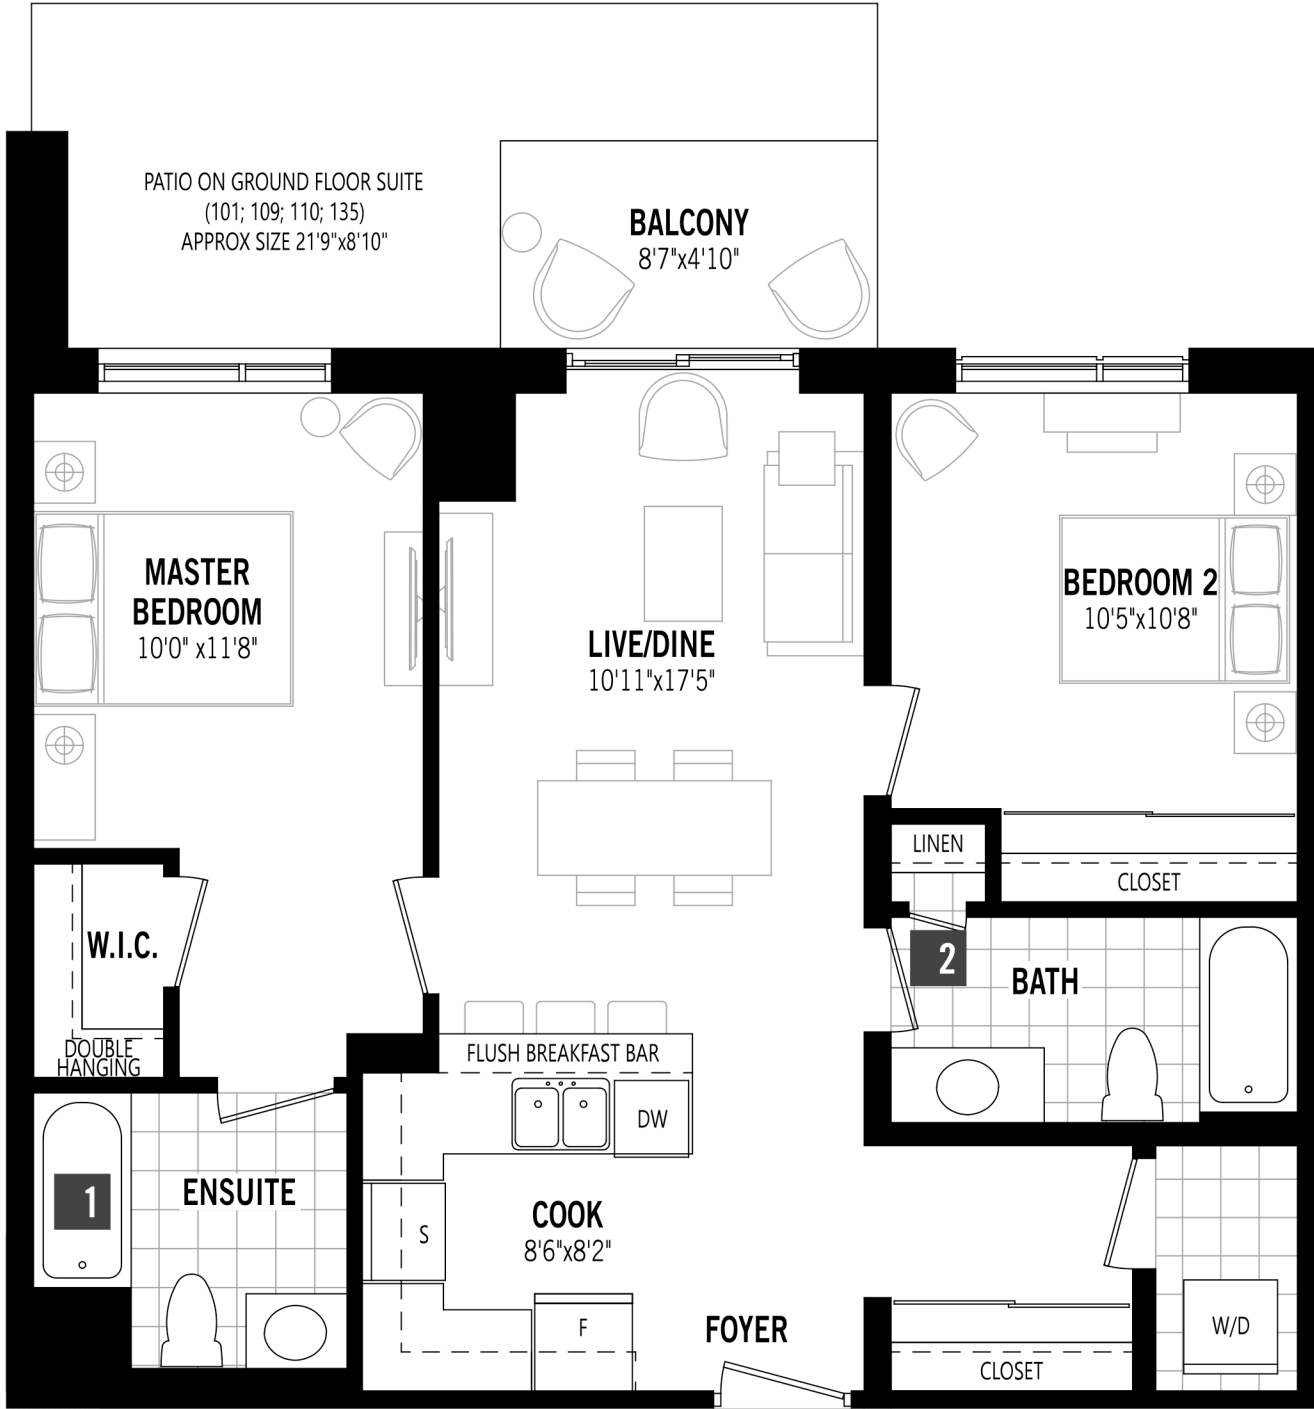 PATIO ON GROUND FLOOR SUITE
(101; 109; 110; 135)
APPROX SIZE 21'9"x8'10"
BALCONY
8'7"x4'10"
MASTER
BEDROOM
10'0" x11'8"
LIVE/DINE
10'11"x17'5"
BEDROOM 2
10'5"x10'8"
LINEN
CLOSET
W.I.C.
DOUBLE
HANGING
2
BATH
FLUSH BREAKFAST BAR
DW
1
ENSUITE
COOK
8'6"x8'2"
S
F
FOYER
W/D
CLOSET